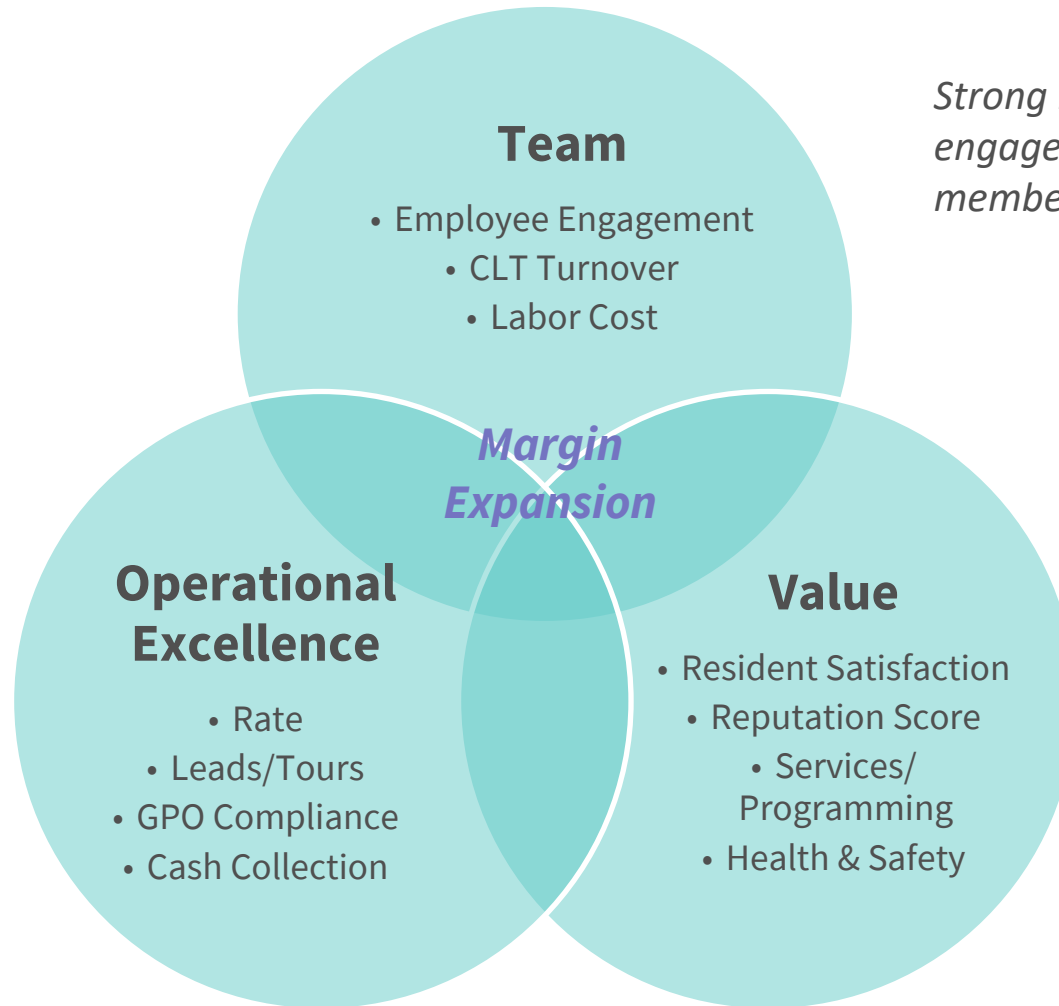 Strong
engage
membe
Team
• Employee Engagement
• CLT Turnover
• Labor Cost
Margin
Expansion
Operational
Excellence
• Rate
• Leads/Tours
• GPO Compliance
• Cash Collection
Value
• Resident Satisfaction
• Reputation Score
• Services/
Programming
• Health & Safety